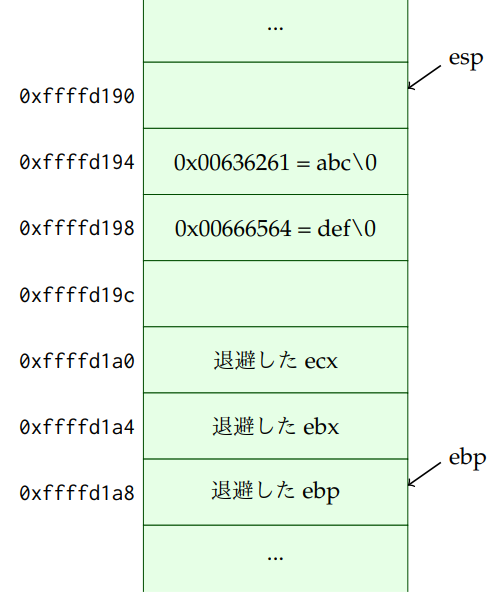 ...
esp
0xffffd190
0xffffd194 0x00636261 = abc\0
0xffffd198 0x00666564 = def\0
0xffffd19c
0xffffd1a0 退避した ecx
0xffffd1a4 退避した ebx
ebp
0xffffd1a8 退避した ebp
...